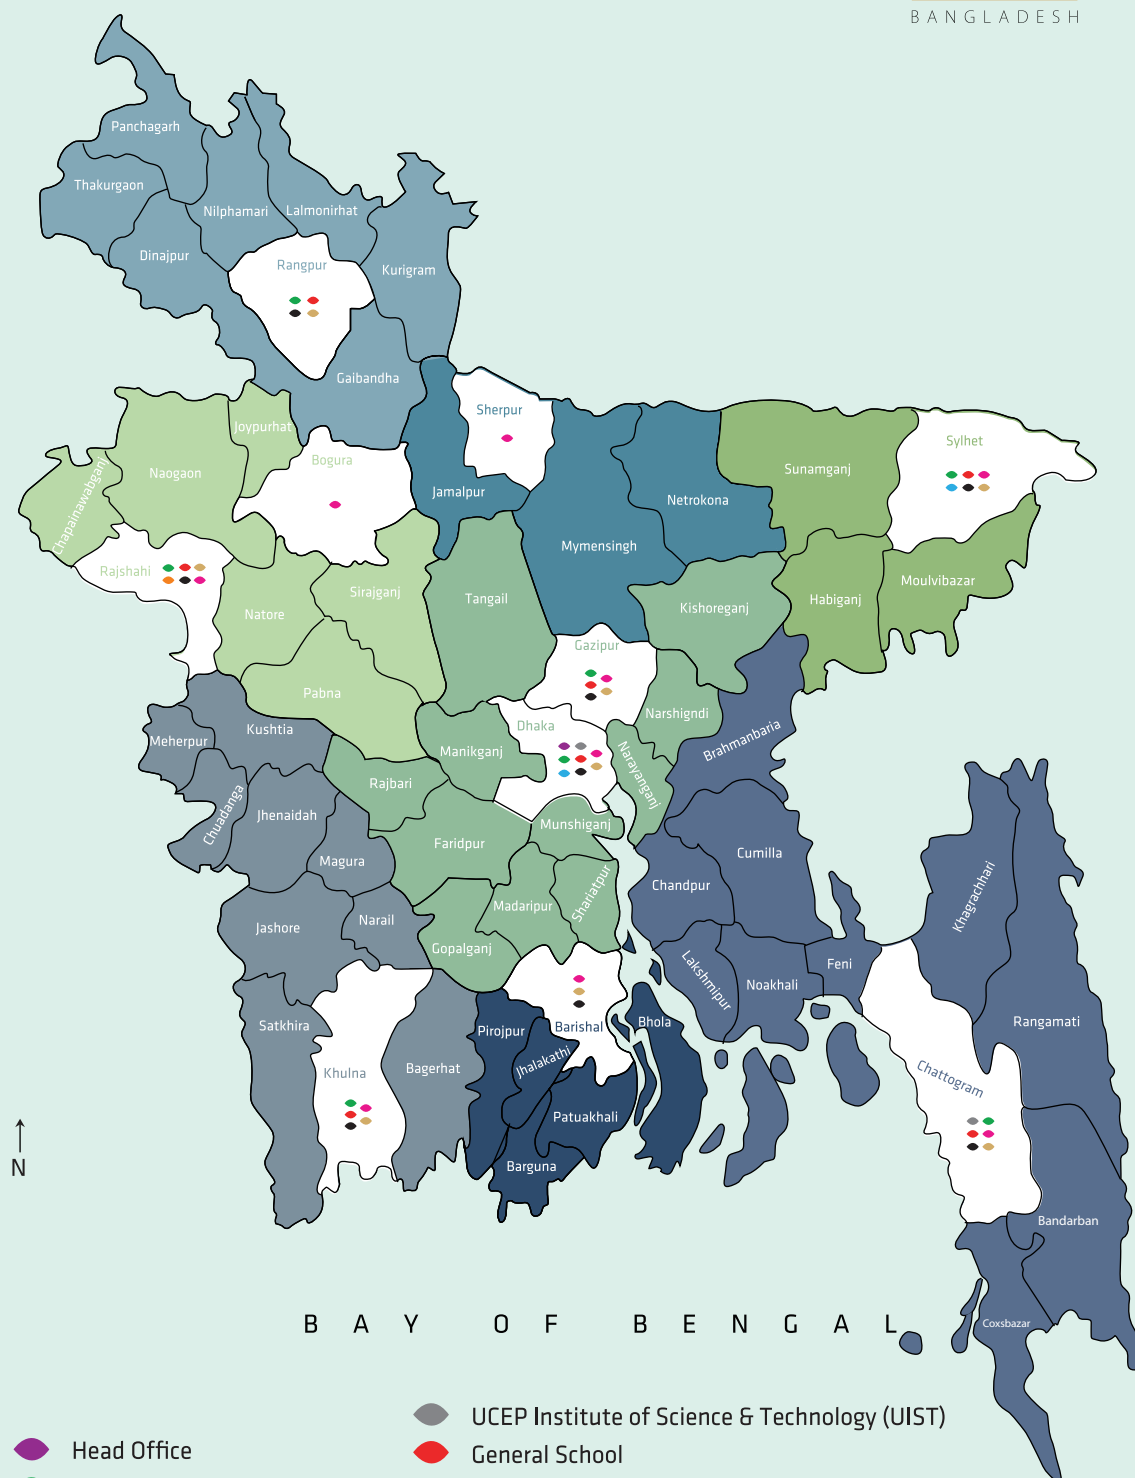 BANGLADESH
Panchagarh
Thakurgaon
Nilphamari
Lalmonirhat
Dinajpur
Rangpur
Kurigram
Gaibandha
Sherpur
Joypurhat
Bogura
Sylhet
Naogaon
Chapainawabganj
Sunamganj
Jamalpur
Netrokona
Mymensingh
Rajshahi
Moulvibazar
Sirajganj
Tangail
Habiganj
Natore
Kishoreganj
Gazipur
Pabna
Narshigndi
Kushtia
Dhaka
Meherpur
Manikganj
Brahmanbaria
Narayanganj
Rajbari
Chuadanga
Jhenaidah
Munshiganj
Faridpur
Magura
Cumilla
Chandpur
Shariatpur
Khagrachhari
Madaripur
Narail
Jashore
Gopalganj
Feni
Lakshmipur
Noakhali
Satkhira
Pirojpur
Barishal
Bhola
Rangamati
Khulna
Bagerhat
Jhalakathi
Chattogram
Patuakhali
Barguna
N
Bandarban
BAY OF BENGAL
Coxsbazar
UCEP Institute of Science & Technology (UIST)
Head Office
General School